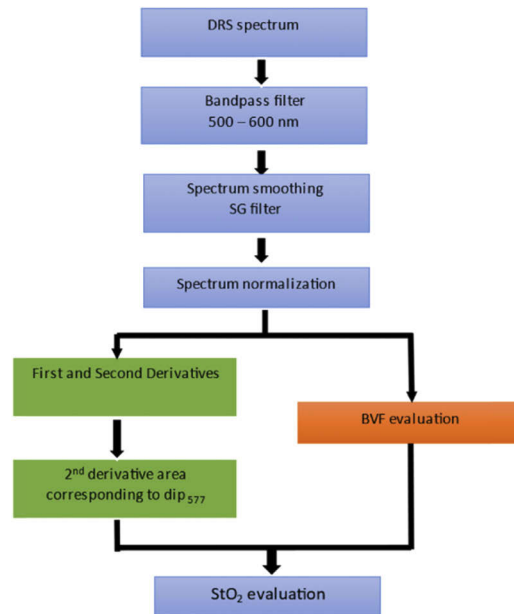 DRS spectrum
Bandpass filter
500 – 600 nm
Spectrum smoothing
SG filter
Spectrum normalization
First and Second Derivatives
BVF evaluation
2nd derivative area
corresponding to dip577
StO2 evaluation